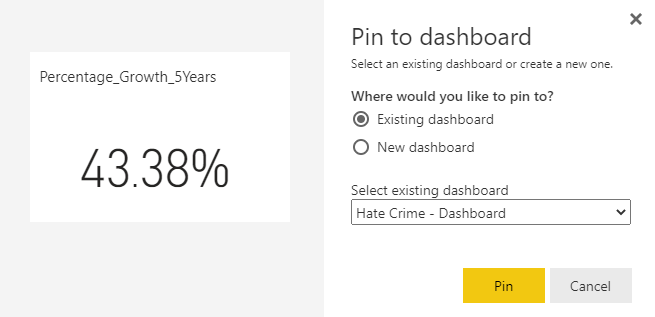 Percentage_Growth_5Years
43.38%
Pin to dashboard
Select an existing dashboard or create a new one.
Where would you like to pin to?
Existing dashboard
New dashboard
Select existing dashboard
Hate Crime - Dashboard
Pin
Cancel